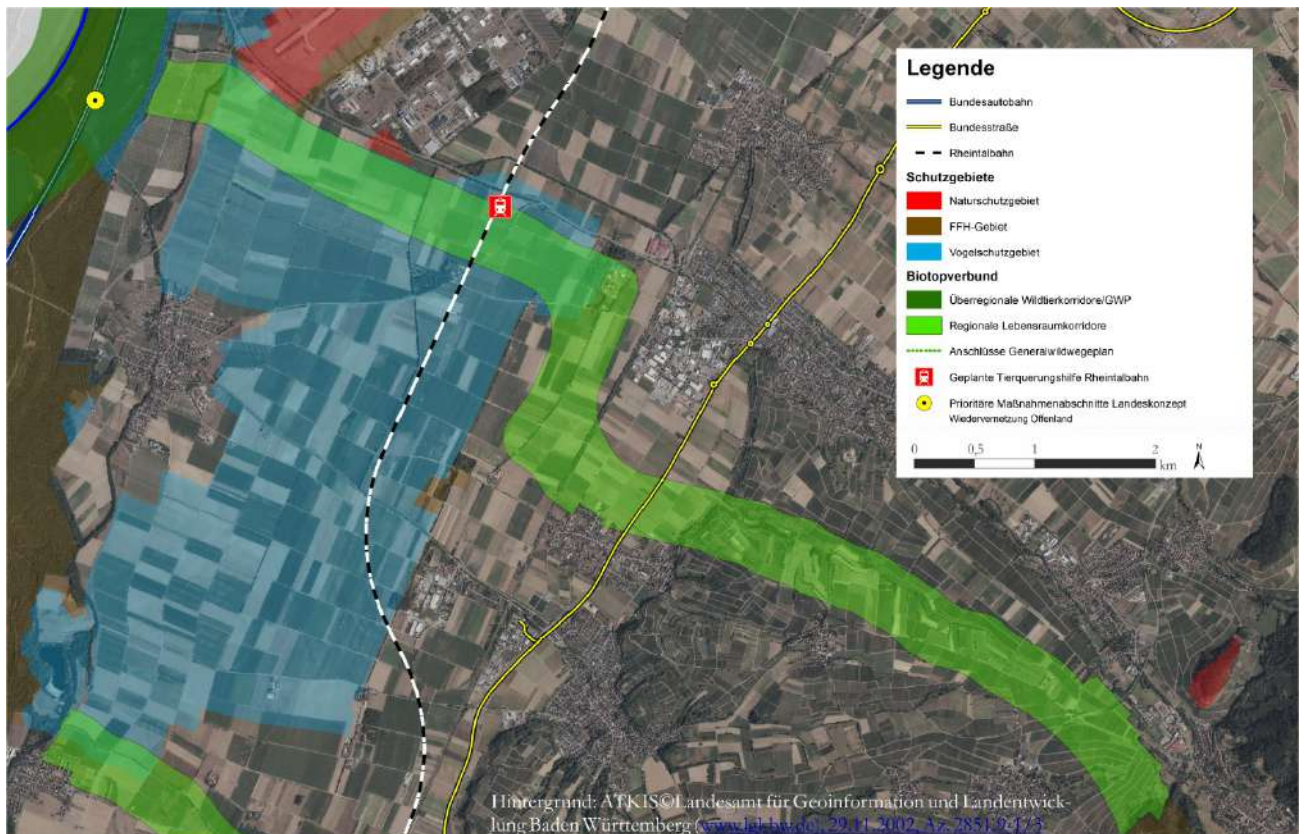 Legende
Bundesautobahn
Bundesstraße
Rheintalbahn
Schutzgebiete
Naturschutzgebiet
FFH-Gebiet
Vogelschutzgebiet
Biotopverbund
Überregionale Wildtierkorridore/GWP
Regionale Lebensraumkorridore
Anschlüsse Generalwildwegeplan
Geplante Tierquerungshilfe Rheintalbahn
Prioritäre Maßnahmenabschnitte Landeskonzept
Wiedervernetzung Offenland
0 0,5 1 2
km
N
Hintergrund: ATKIS©Landesamt für Geoinformation und Landentwick-
lung Baden Württemberg (www.lgl-bw.de), 29.11.2002, Az. 2851.9-1/3